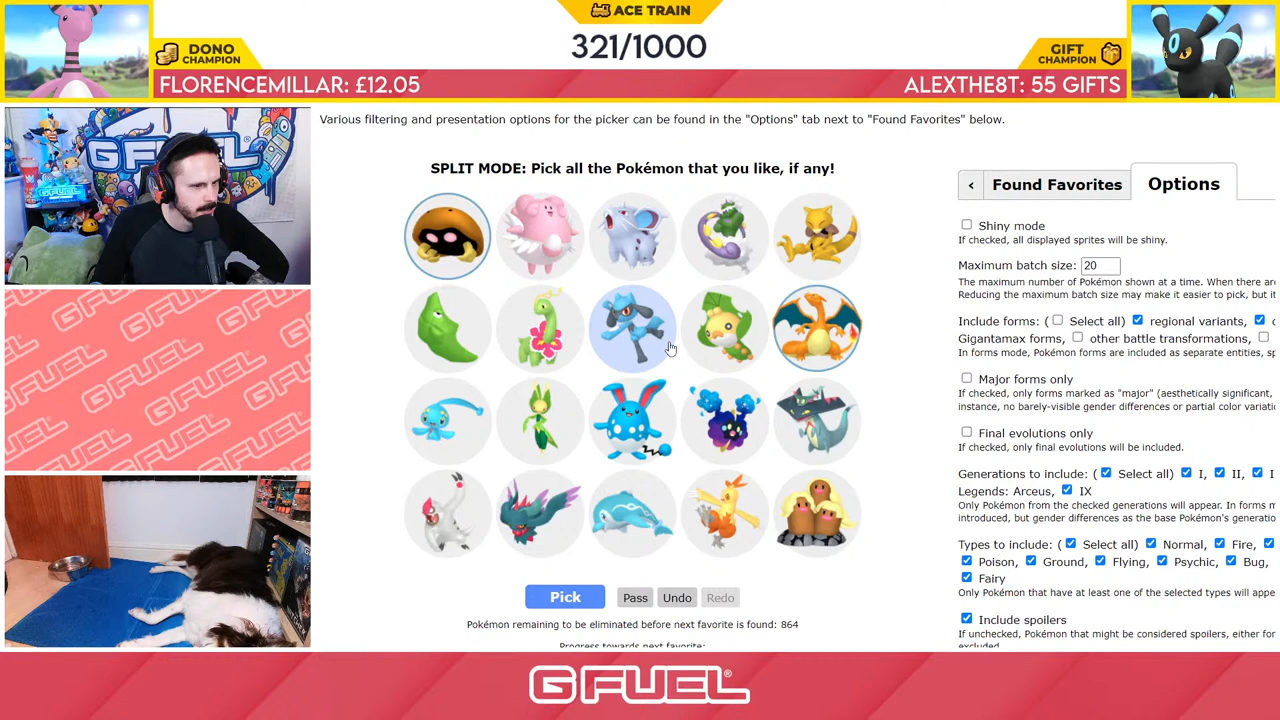 ACE TRAIN
321/1000
DONO
CHAMPION
FLORENCEMILLAR: £12.05
GIFT
CHAMPION
ALEXTHE8T: 55 GIFTS
GFUEL
Various filtering and presentation options for the picker can be found in the "Options" tab next to "Found Favorites" below.
SPLIT MODE: Pick all the Pokémon that you like, if any!
Pick
Pass
Undo
Redo
Pokémon remaining to be eliminated before next favorite is found: 864
Progress towards next favorite:
‹
Found Favorites
Options
Shiny mode
If checked, all displayed sprites will be shiny.
Maximum batch size: 20
The maximum number of Pokémon shown at a time. When there are
Reducing the maximum batch size may make it easier to pick, but it
Include forms: ( Select all) regional variants,
Gigantamax forms, other battle transformations,
In forms mode, Pokémon forms are included as separate entities,
Major forms only
If checked, only forms marked as "major" (aesthetically significant,
instance, no barely-visible gender differences or partial color
Final evolutions only
If checked, only final evolutions will be included.
Generations to include: ( Select all) I, II,
Legends: Arceus, IX
Only Pokémon from the checked generations will appear. In forms
introduced, but gender differences as the base Pokémon's
Types to include: ( Select all) Normal, Fire,
Poison, Ground, Flying, Psychic, Bug,
Fairy
Only Pokémon that have at least one of the selected types will
Include spoilers
If unchecked, Pokémon that might be considered spoilers, either
excluded.
GFUEL®